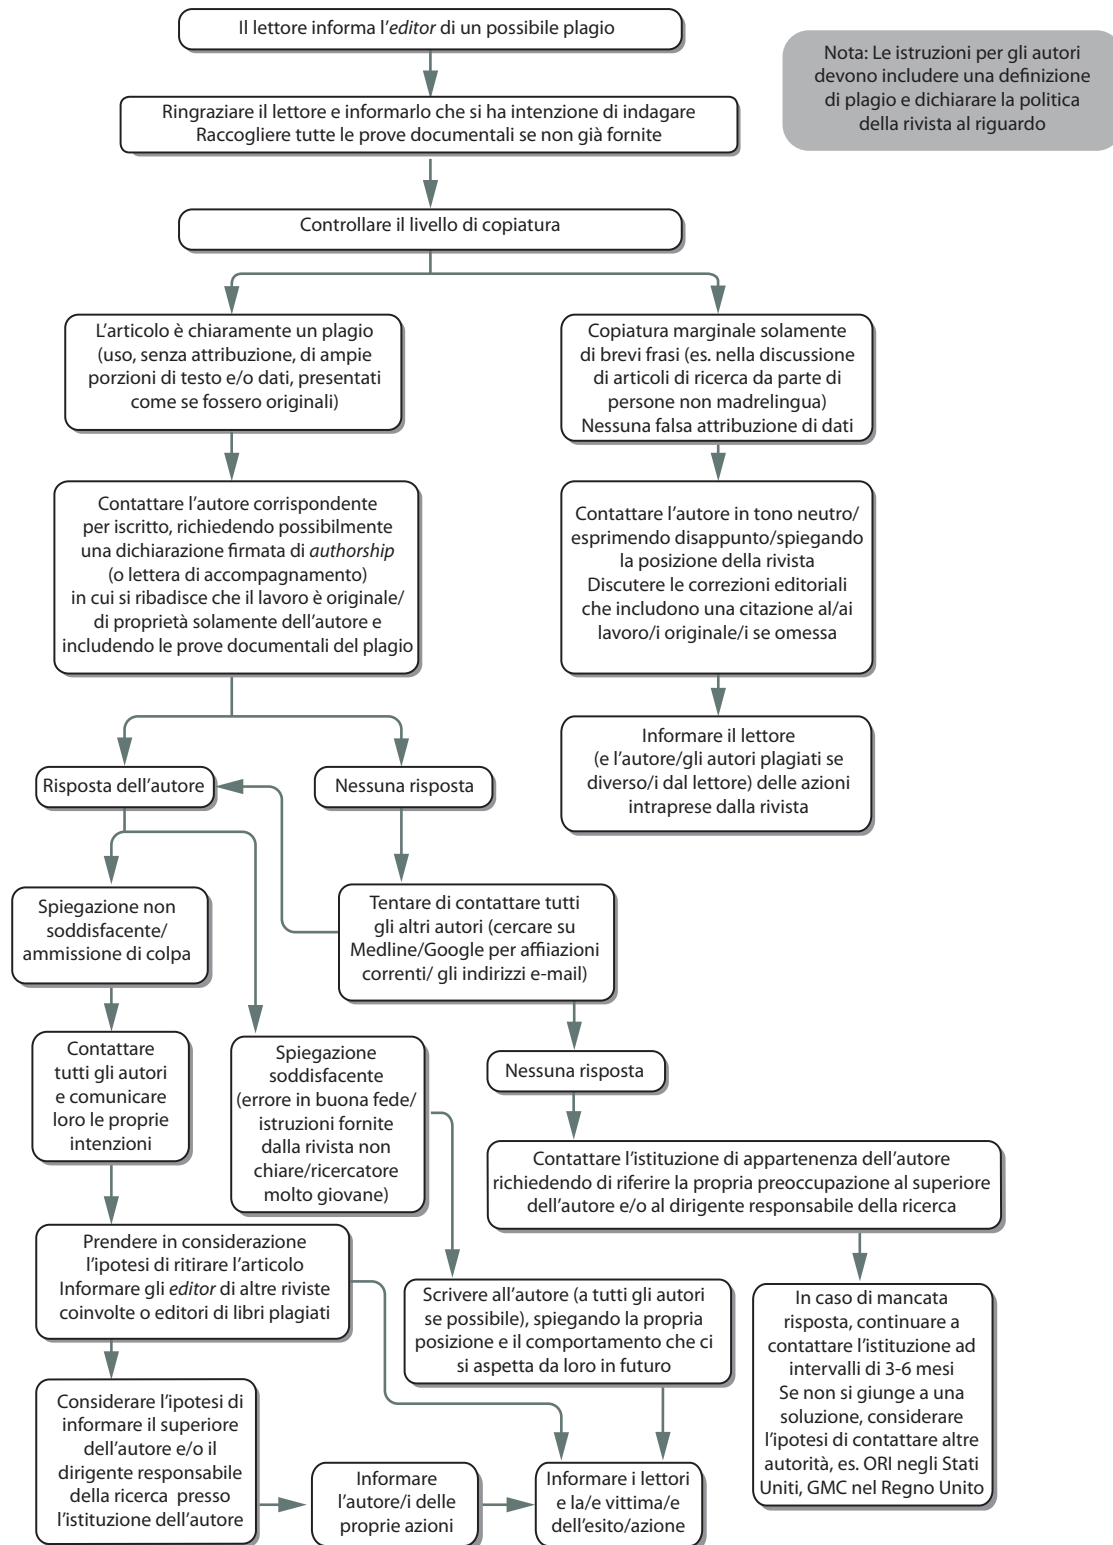 Il lettore informa l'editor di un possibile plagio
Nota: Le istruzioni per gli autori
devono includere una definizione
di plagio e dichiarare la politica
della rivista al riguardo
Ringraziare il lettore e informarlo che si ha intenzione di indagare
Raccogliere tutte le prove documentali se non già fornite
Controllare il livello di copiatura
L'articolo è chiaramente un plagio
(uso, senza attribuzione, di ampie
porzioni di testo e/o dati, presentati
come se fossero originali)
Copiatura marginale solamente
di brevi frasi (es. nella discussione
di articoli di ricerca da parte di
persone non madrelingua)
Nessuna falsa attribuzione di dati
Contattare l'autore corrispondente
per iscritto, richiedendo possibilmente
una dichiarazione firmata di authorship
(o lettera di accompagnamento)
in cui si ribadisce che il lavoro è originale/
di proprietà solamente dell'autore e
includendo le prove documentali del plagio
Contattare l'autore in tono neutro/
esprimendo disappunto/spiegando
la posizione della rivista
Discutere le correzioni editoriali
che includono una citazione al/ai
lavoro/i originale/i se omessa
Informare il lettore
(e l'autore/gli autori plagiati se
diverso/i dal lettore) delle azioni
intraprese dalla rivista
Risposta dell'autore
Nessuna risposta
Spiegazione non
soddisfacente/
ammissione di colpa
Tentare di contattare tutti
gli altri autori (cercare su
Medline/Google per affiiazioni
correnti/ gli indirizzi e-mail)
Contattare
tutti gli autori
e comunicare
loro le proprie
intenzioni
Spiegazione
soddisfacente
(errore in buona fede/
istruzioni fornite
dalla rivista non
chiare/ricercatore
molto giovane)
Nessuna risposta
Contattare l'istituzione di appartenenza dell'autore
richiedendo di riferire la propria preoccupazione al superiore
dell'autore e/o al dirigente responsabile della ricerca
Prendere in considerazione
l'ipotesi di ritirare l'articolo
Informare gli editor di altre riviste
coinvolte o editori di libri plagiati
Scrivere all'autore (a tutti gli autori
se possibile), spiegando la propria
posizione e il comportamento che ci
si aspetta da loro in futuro
In caso di mancata
risposta, continuare a
contattare l'istituzione ad
intervalli di 3-6 mesi
Se non si giunge a una
soluzione, considerare
l'ipotesi di contattare altre
autorità, es. ORI negli Stati
Uniti, GMC nel Regno Unito
Considerare l'ipotesi di
informare il superiore
dell'autore e/o il
dirigente responsabile
della ricerca presso
l'istituzione dell'autore
Informare
l'autore/i delle
proprie azioni
Informare i lettori
e la/e vittima/e
dell'esito/azione